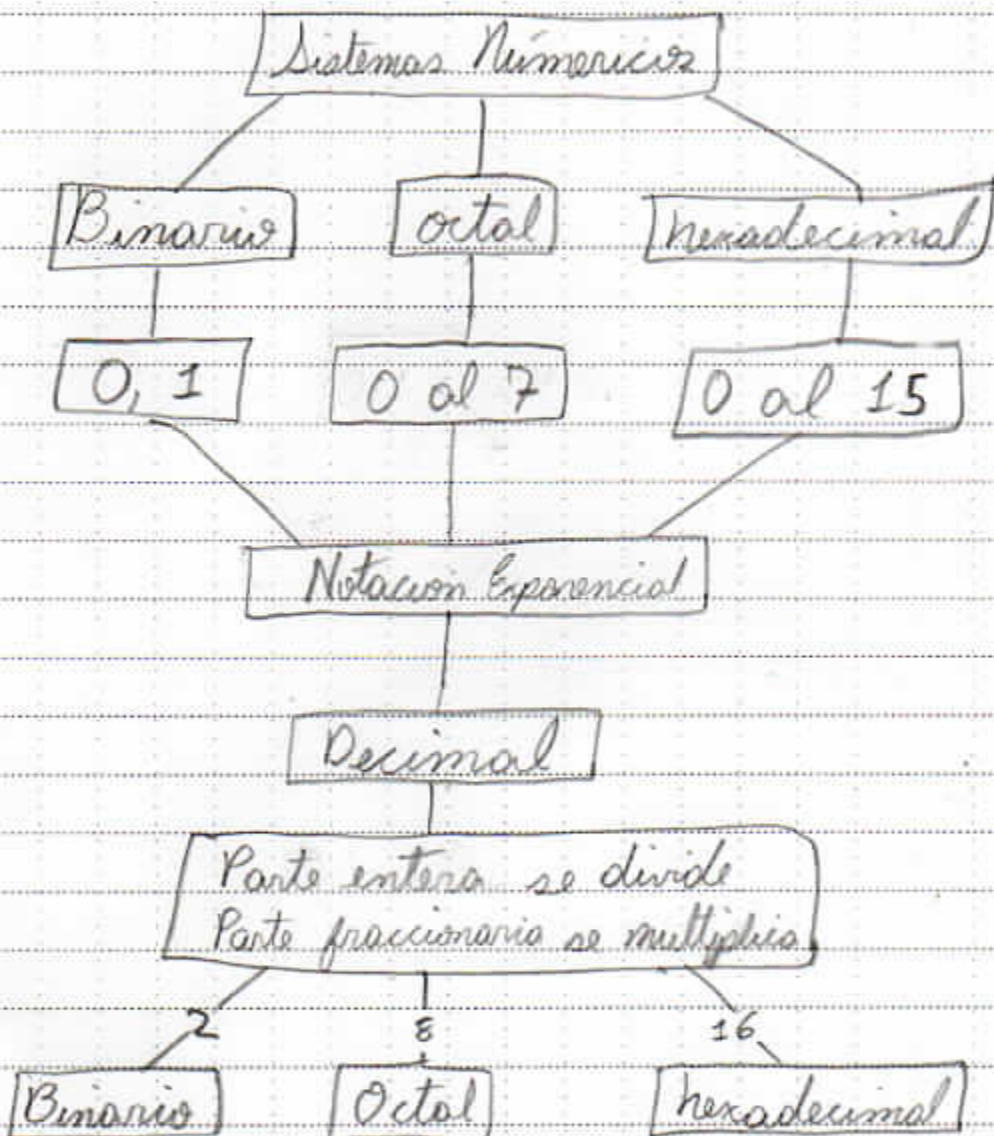 Sistemas Númericos
Binario octal hexadecimal
0, 1 0 al 7 0 al 15
Notacion Exponencial
Decimal
Parte entera se divide
Parte fraccionaria se multiplica
2 8 16
Binario Octal hexadecimal